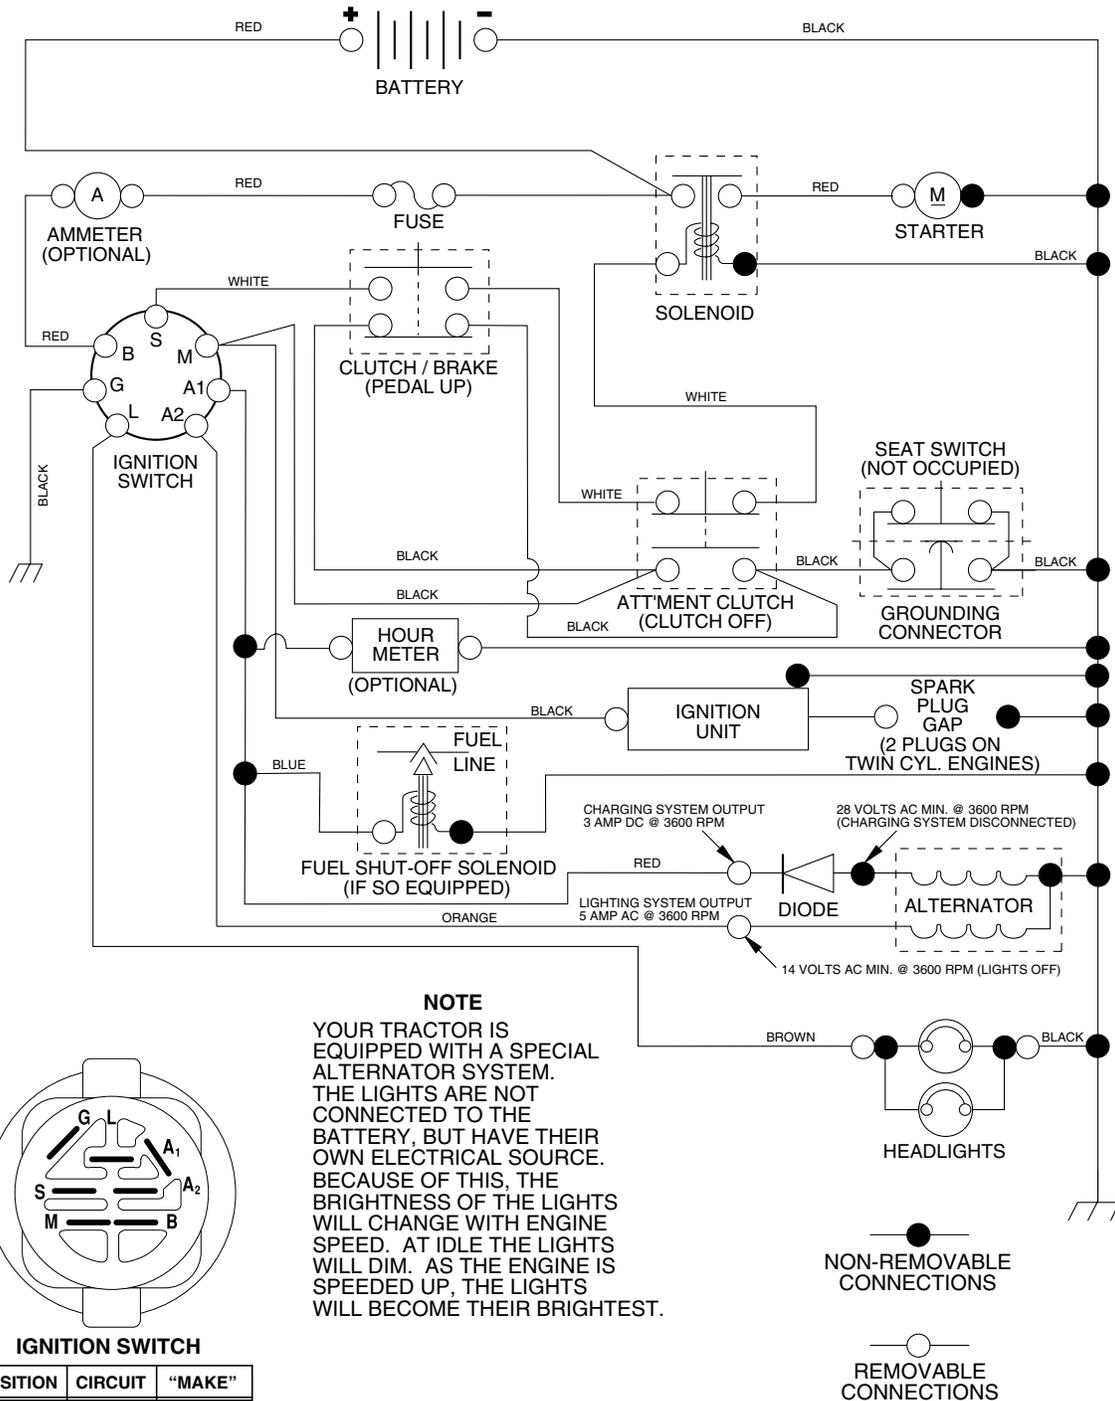 + -
RED
BLACK
BATTERY
A
RED
FUSE
RED
M
AMMETER
(OPTIONAL)
STARTER
BLACK
SOLENOID
WHITE
RED
S
B
M
G
A1
L
A2
CLUTCH / BRAKE
(PEDAL UP)
WHITE
IGNITION
SWITCH
BLACK
SEAT SWITCH
(NOT OCCUPIED)
WHITE
BLACK
BLACK
BLACK
BLACK
ATT'MENT CLUTCH
(CLUTCH OFF)
GROUNDING
CONNECTOR
BLACK
HOUR
METER
(OPTIONAL)
BLACK
IGNITION
UNIT
SPARK
PLUG
GAP
(2 PLUGS ON
TWIN CYL. ENGINES)
FUEL
LINE
BLUE
FUEL SHUT-OFF SOLENOID
(IF SO EQUIPPED)
CHARGING SYSTEM OUTPUT
3 AMP DC @ 3600 RPM
28 VOLTS AC MIN. @ 3600 RPM
(CHARGING SYSTEM DISCONNECTED)
RED
DIODE
ALTERNATOR
LIGHTING SYSTEM OUTPUT
5 AMP AC @ 3600 RPM
ORANGE
14 VOLTS AC MIN. @ 3600 RPM (LIGHTS OFF)
BROWN
BLACK
HEADLIGHTS
NOTE
YOUR TRACTOR IS
EQUIPPED WITH A SPECIAL
ALTERNATOR SYSTEM.
THE LIGHTS ARE NOT
CONNECTED TO THE
BATTERY, BUT HAVE THEIR
OWN ELECTRICAL SOURCE.
BECAUSE OF THIS, THE
BRIGHTNESS OF THE LIGHTS
WILL CHANGE WITH ENGINE
SPEED. AT IDLE THE LIGHTS
WILL DIM. AS THE ENGINE IS
SPEEDED UP, THE LIGHTS
WILL BECOME THEIR BRIGHTEST.
G L
A1
S
A2
M
B
IGNITION SWITCH
SITION CIRCUIT “MAKE”
NON-REMOVABLE
CONNECTIONS
REMOVABLE
CONNECTIONS